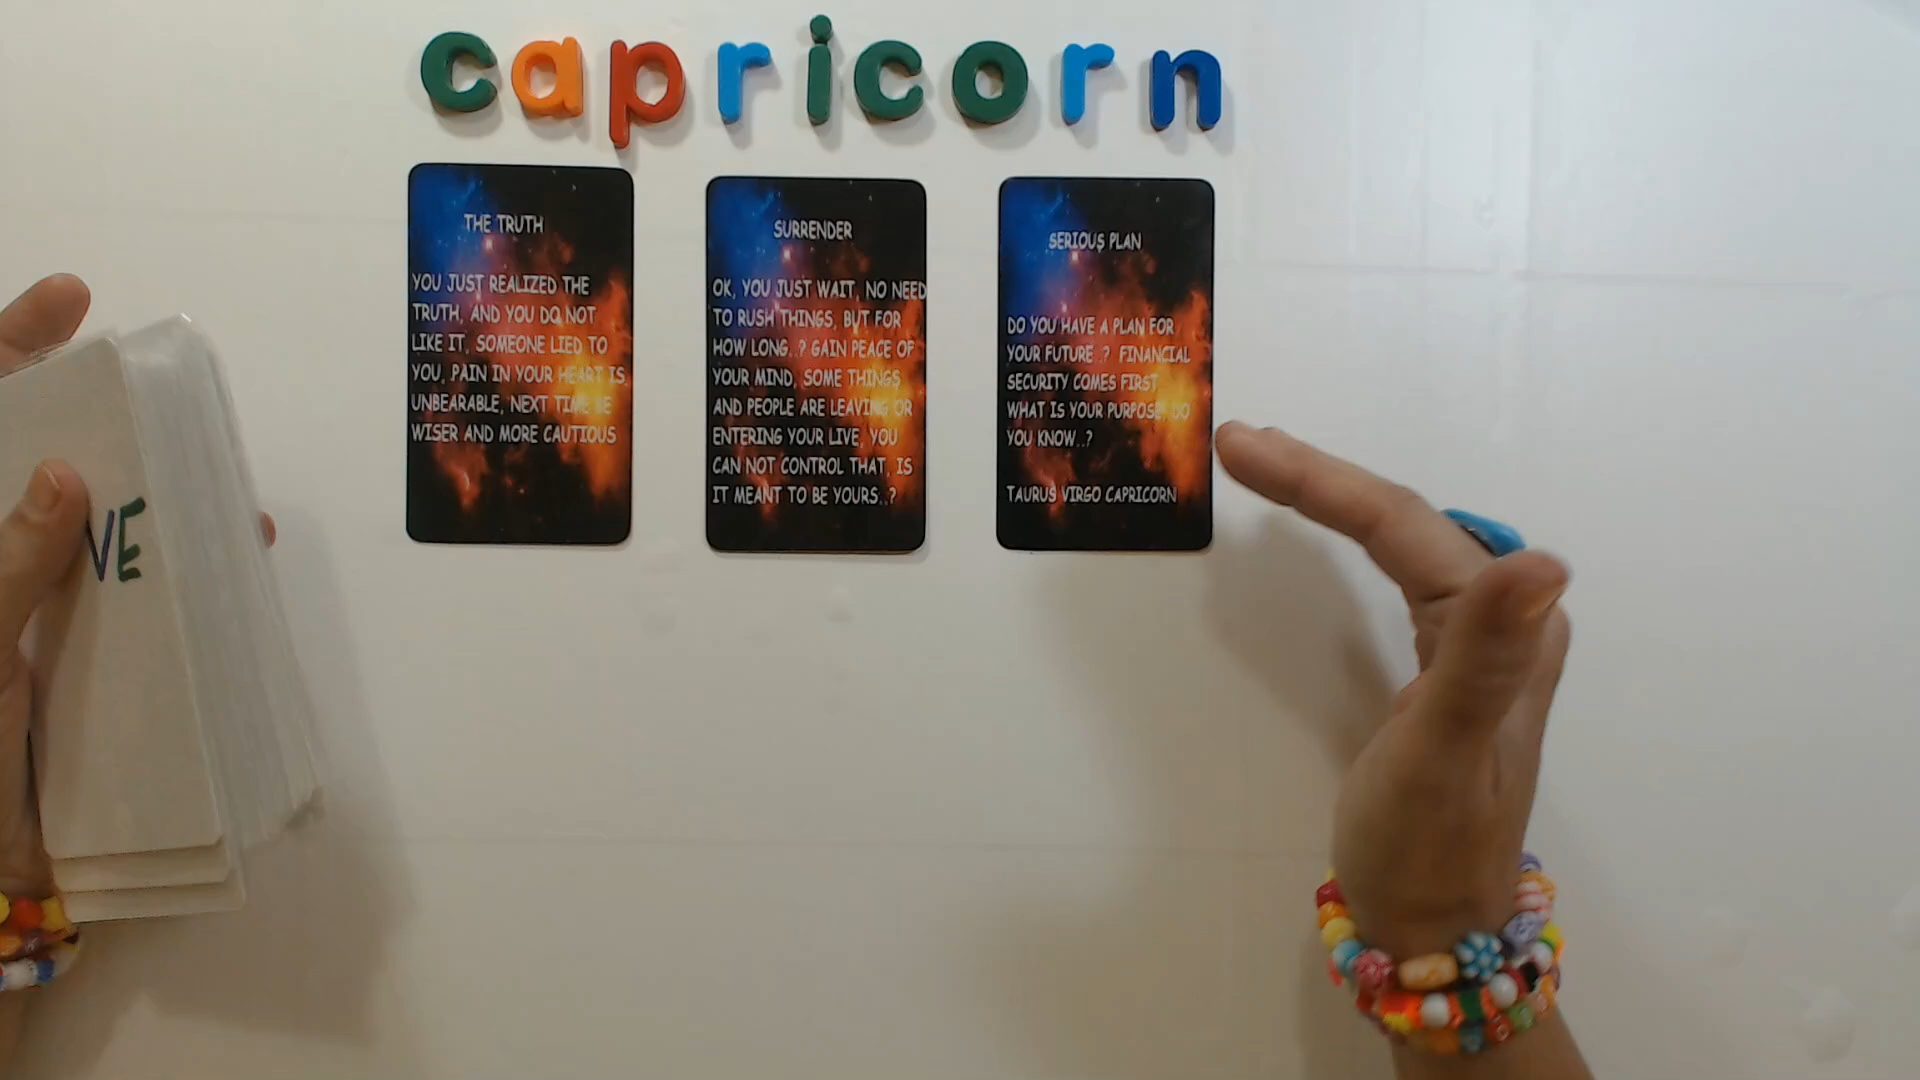 capricorn
THE TRUTH
YOU JUST REALIZED THE
TRUTH, AND YOU DO NOT
LIKE IT, SOMEONE LIED TO
YOU, PAIN IN YOUR HEART IS
UNBEARABLE, NEXT TIME BE
WISER AND MORE CAUTIOUS
SURRENDER
OK, YOU JUST WAIT, NO NEED
TO RUSH THINGS, BUT FOR
HOW LONG..? GAIN PEACE OF
YOUR MIND, SOME THINGS
AND PEOPLE ARE LEAVING OR
ENTERING YOUR LIVE, YOU
CAN NOT CONTROL THAT, IS
IT MEANT TO BE YOURS..?
SERIOUS PLAN
DO YOU HAVE A PLAN FOR
YOUR FUTURE..? FINANCIAL
SECURITY COMES FIRST
WHAT IS YOUR PURPOSE, DO
YOU KNOW..?
TAURUS VIRGO CAPRICORN
VE